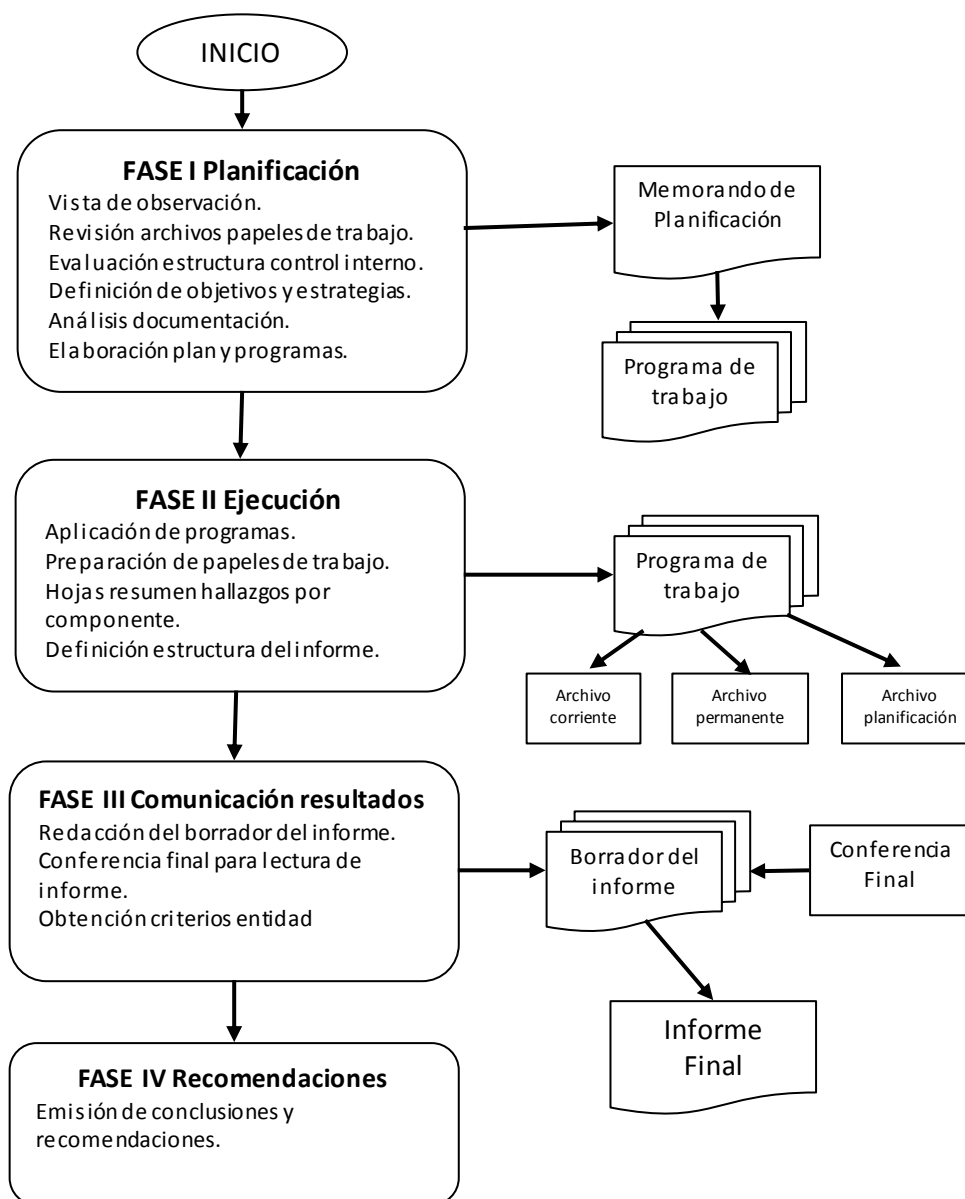 INICIO
FASE I Planificación
Vista de observación.
Revisión archivos papeles de trabajo.
Evaluación estructura control interno.
Definición de objetivos y estrategias.
Análisis documentación.
Elaboración plan y programas.
Memorando de
Planificación
Programa de
trabajo
FASE II Ejecución
Aplicación de programas.
Preparación de papeles de trabajo.
Hojas resumen hallazgos por
componente.
Definición estructura del informe.
Programa de
trabajo
Archivo
corriente
Archivo
permanente
Archivo
planificación
FASE III Comunicación resultados
Redacción del borrador del informe.
Conferencia final para lectura de
informe.
Obtención criterios entidad
Borrador del
informe
Conferencia
Final
Informe
Final
FASE IV Recomendaciones
Emisión de conclusiones y
recomendaciones.